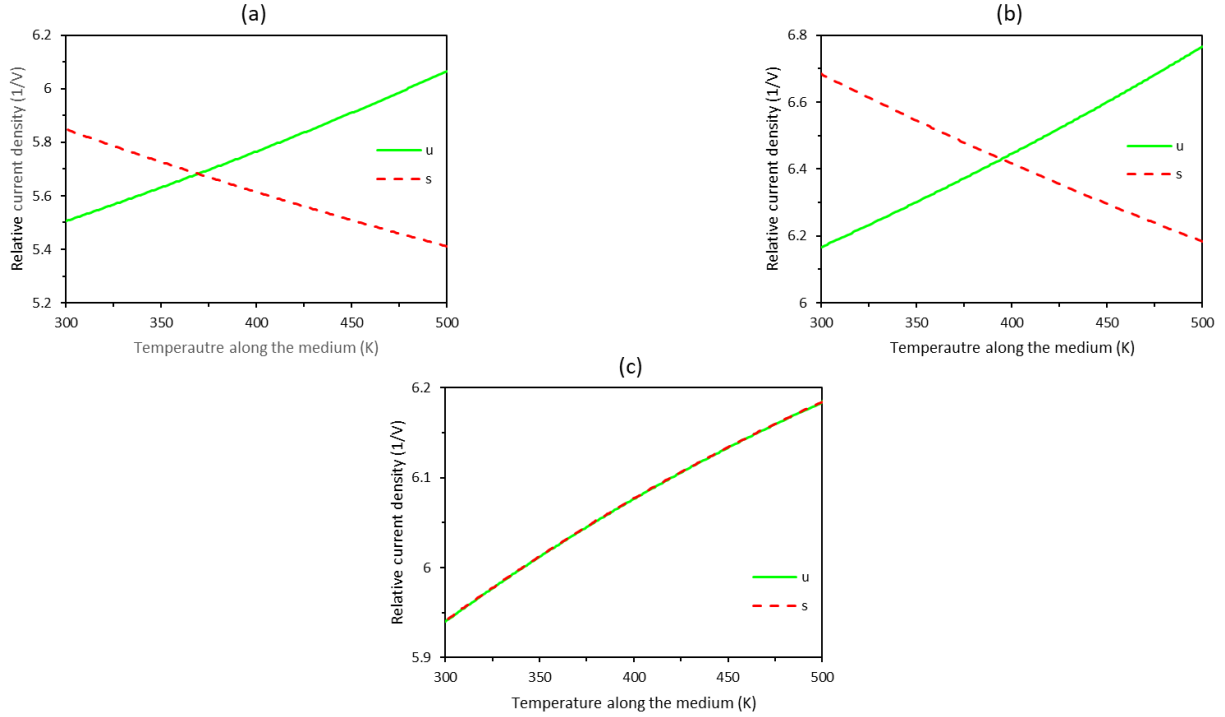 (a)
6.2
6
5.8
5.6
5.4
5.2
Relative current density (1/V)
u
s
300
350
400
450
500
Temperautre along the medium (K)
(b)
6.8
6.6
6.4
6.2
6
Relative current density (1/V)
u
s
300
350
400
450
500
Temperautre along the medium (K)
(c)
6.2
6.1
6
5.9
Relative current density (1/V)
u
s
300
350
400
450
500
Temperature along the medium (K)